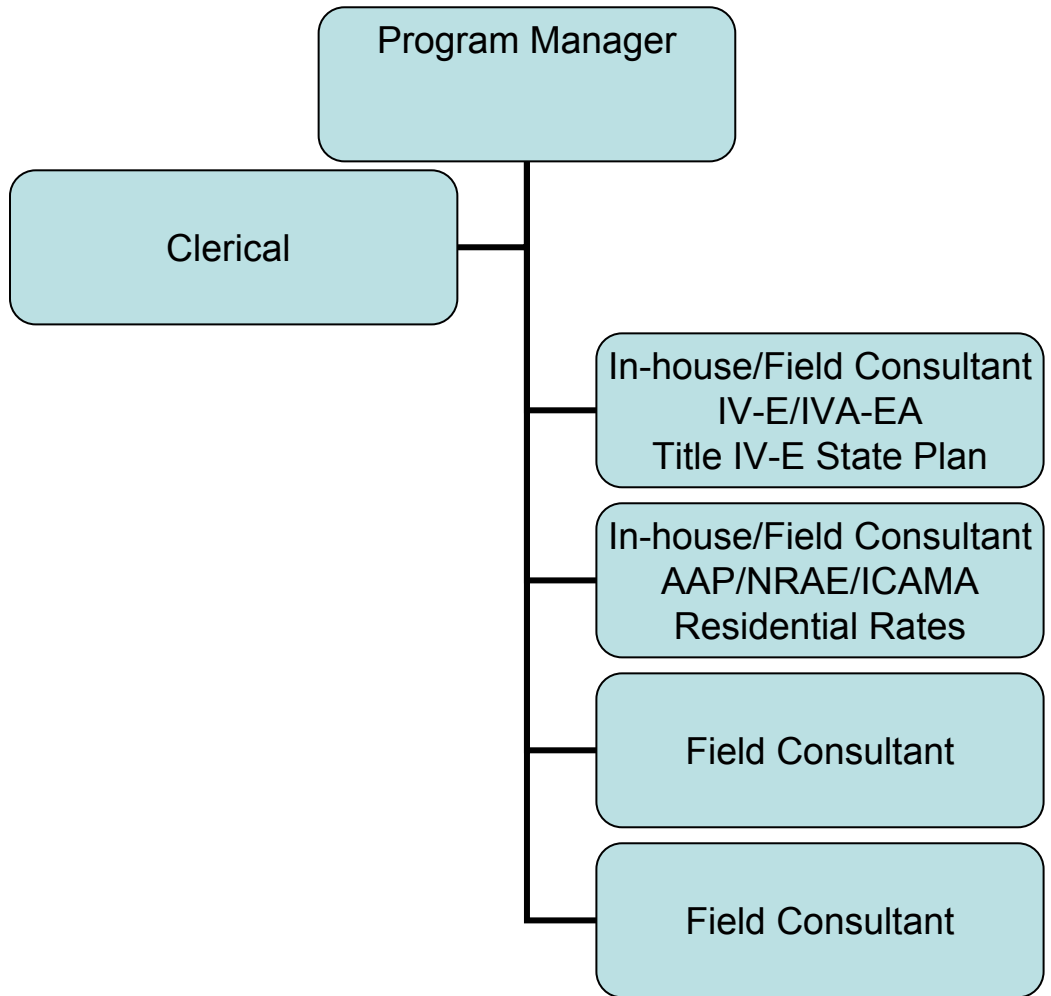 Program Manager
Clerical
In-house/Field Consultant
IV-E/IVA-EA
Title IV-E State Plan
In-house/Field Consultant
AAP/NRAE/ICAMA
Residential Rates
Field Consultant
Field Consultant